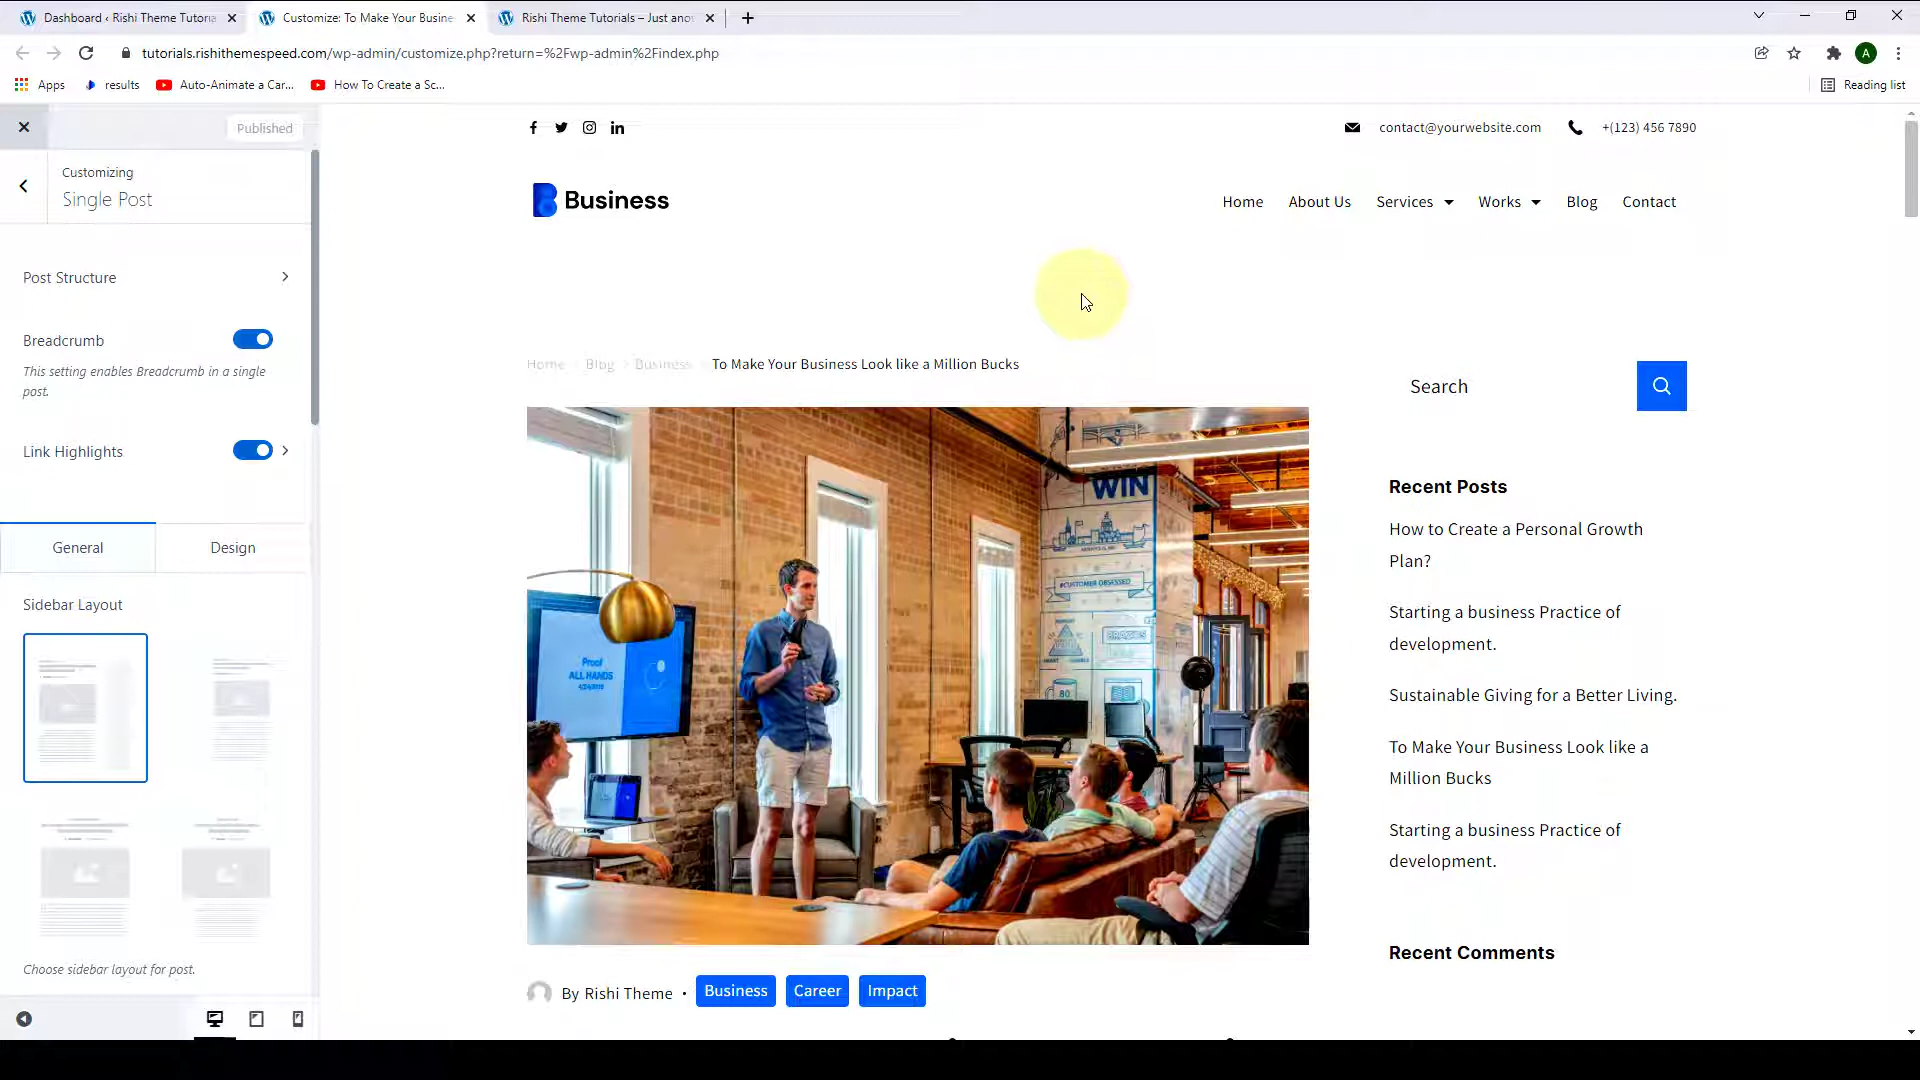 Dashboard ‹ Rishi Theme Tutoria
Customize: To Make Your Busine
Rishi Theme Tutorials – Just ano
tutorials.rishithemespeed.com/wp-admin/customize.php?return=%2Fwp-admin%2Findex.php
A
Apps
results
Auto-Animate a Car...
How To Create a Sc...
Reading list
Published
Customizing
Single Post
Post Structure
Breadcrumb
This setting enables Breadcrumb in a single
post.
Link Highlights
General
Design
Sidebar Layout
Choose sidebar layout for post.
contact@yourwebsite.com
+(123) 456 7890
Business
Home
About Us
Services
Works
Blog
Contact
Home
Blog
Business
To Make Your Business Look like a Million Bucks
WIN
#CUSTOMER OBSESSED
Proof
ALL HANDS
80
By Rishi Theme •
Business
Career
Impact
Search
Recent Posts
How to Create a Personal Growth
Plan?
Starting a business Practice of
development.
Sustainable Giving for a Better Living.
To Make Your Business Look like a
Million Bucks
Starting a business Practice of
development.
Recent Comments